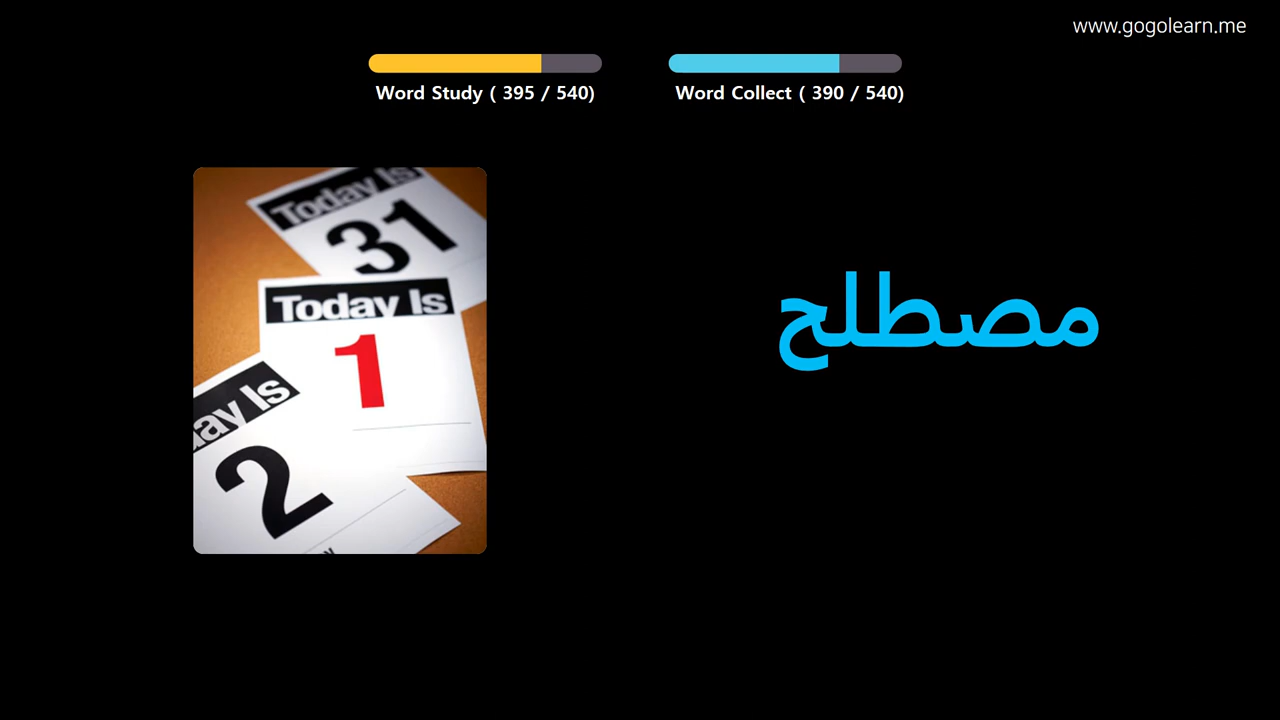 www.gogolearn.me
Word Study ( 395 / 540)
Word Collect ( 390 / 540)
Today Is
31
Today Is
1
ay Is
2
مصطلح